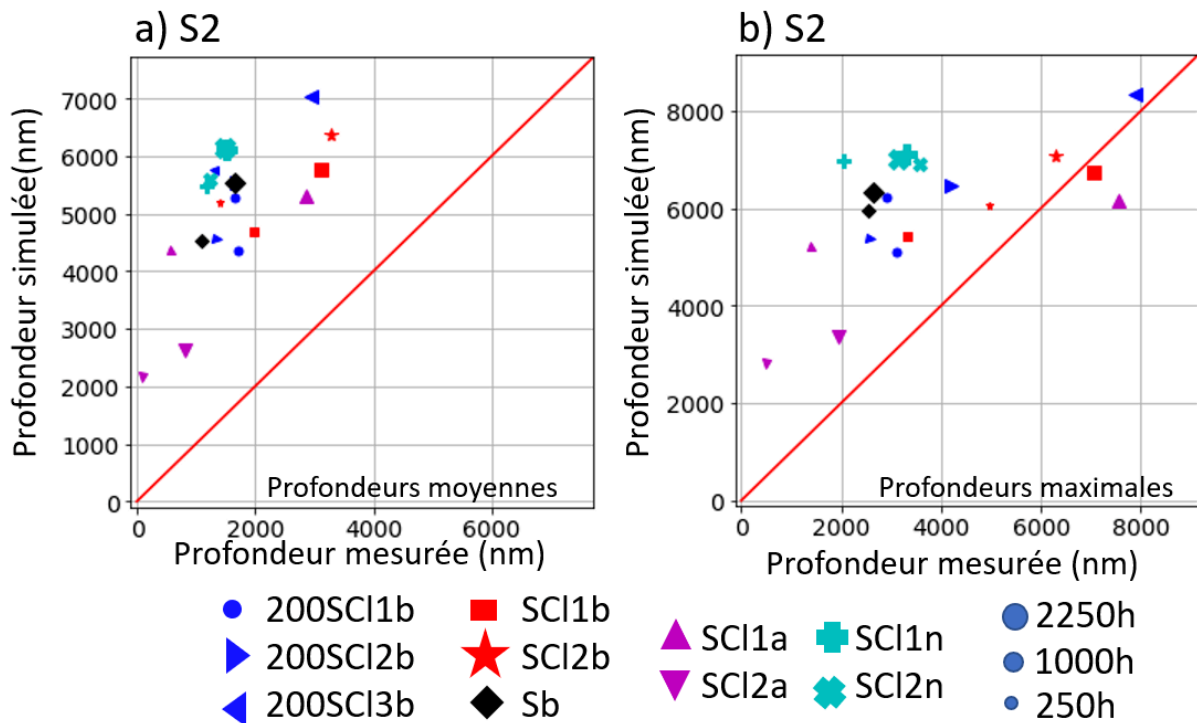 a) S2
7000
6000
5000
4000
3000
2000
1000
0
Profondeur simulée(nm)
Profondeurs moyennes
0 2000 4000 6000
Profondeur mesurée (nm)
b) S2
8000
6000
4000
2000
0
Profondeur simulée (nm)
Profondeurs maximales
0 2000 4000 6000 8000
Profondeur mesurée (nm)
200SCl1b
200SCl2b
200SCl3b
SCl1b
SCl2b
Sb
SCl1a
SCl2a
SCl1n
SCl2n
2250h
1000h
250h